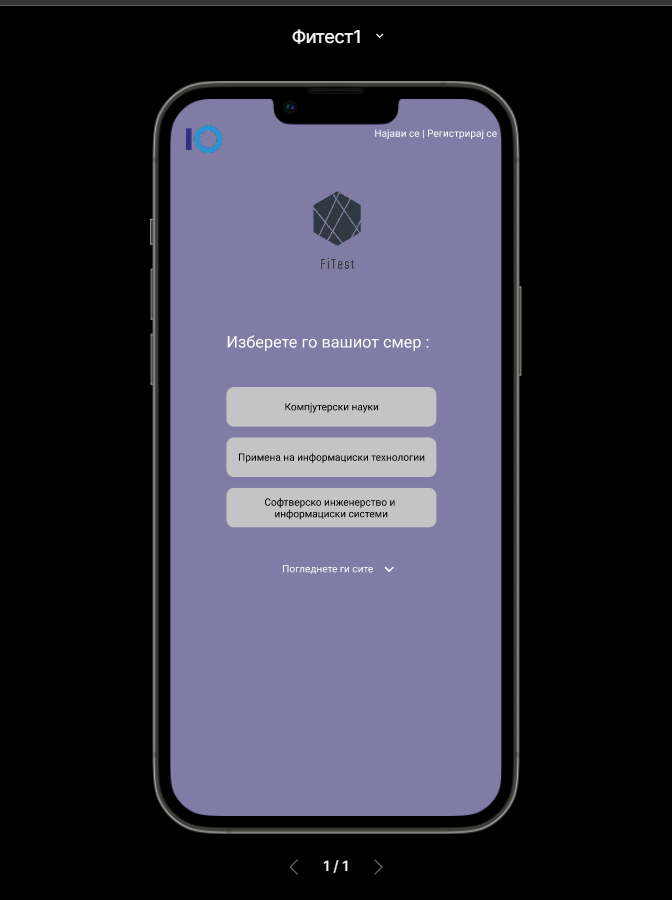 Фитест1
IO
Најави се | Регистрирај се
FiTest
Изберете го вашиот смер :
Компјутерски науки
Примена на информациски технологии
Софтверско инженерство и
информациски системи
Погледнете ги сите
1 / 1